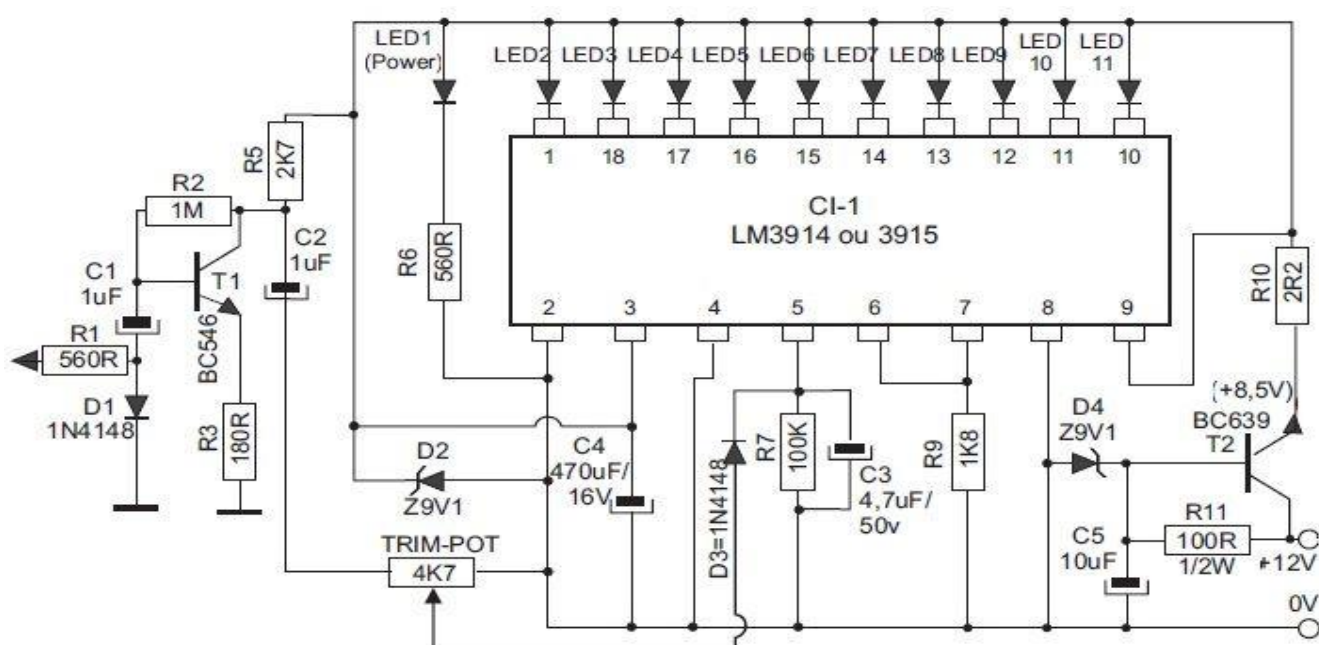 LED1
(Power)
LED2
LED3
LED4
LED5
LED6
LED7
LED8
LED9
LED
10
LED
11
1
18
17
16
15
14
13
12
11
10
CI-1
LM3914 ou 3915
2
3
4
5
6
7
8
9
R5
2K7
R2
1M
C1
1uF
C2
1uF
T1
BC546
R1
560R
D1
1N4148
R3
180R
R6
560R
R10
2R2
(+8,5V)
BC639
T2
D4
Z9V1
D2
Z9V1
C4
470uF/
16V
D3=1N4148
R7
100K
C3
4,7uF/
50v
R9
1K8
C5
10uF
R11
100R
1/2W
+12V
0V
TRIM-POT
4K7